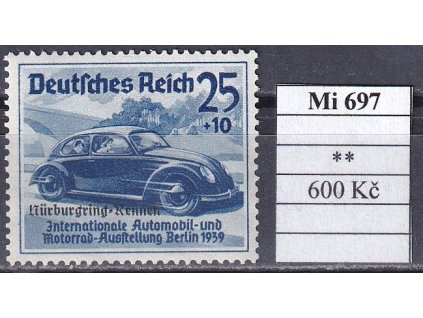 Deutsches Reich 25
+10
Nürburgring-Rennen
Internationale Automobil-und
Motorrad-Ausstellung Berlin 1939
Mi 697
**
600 Kč